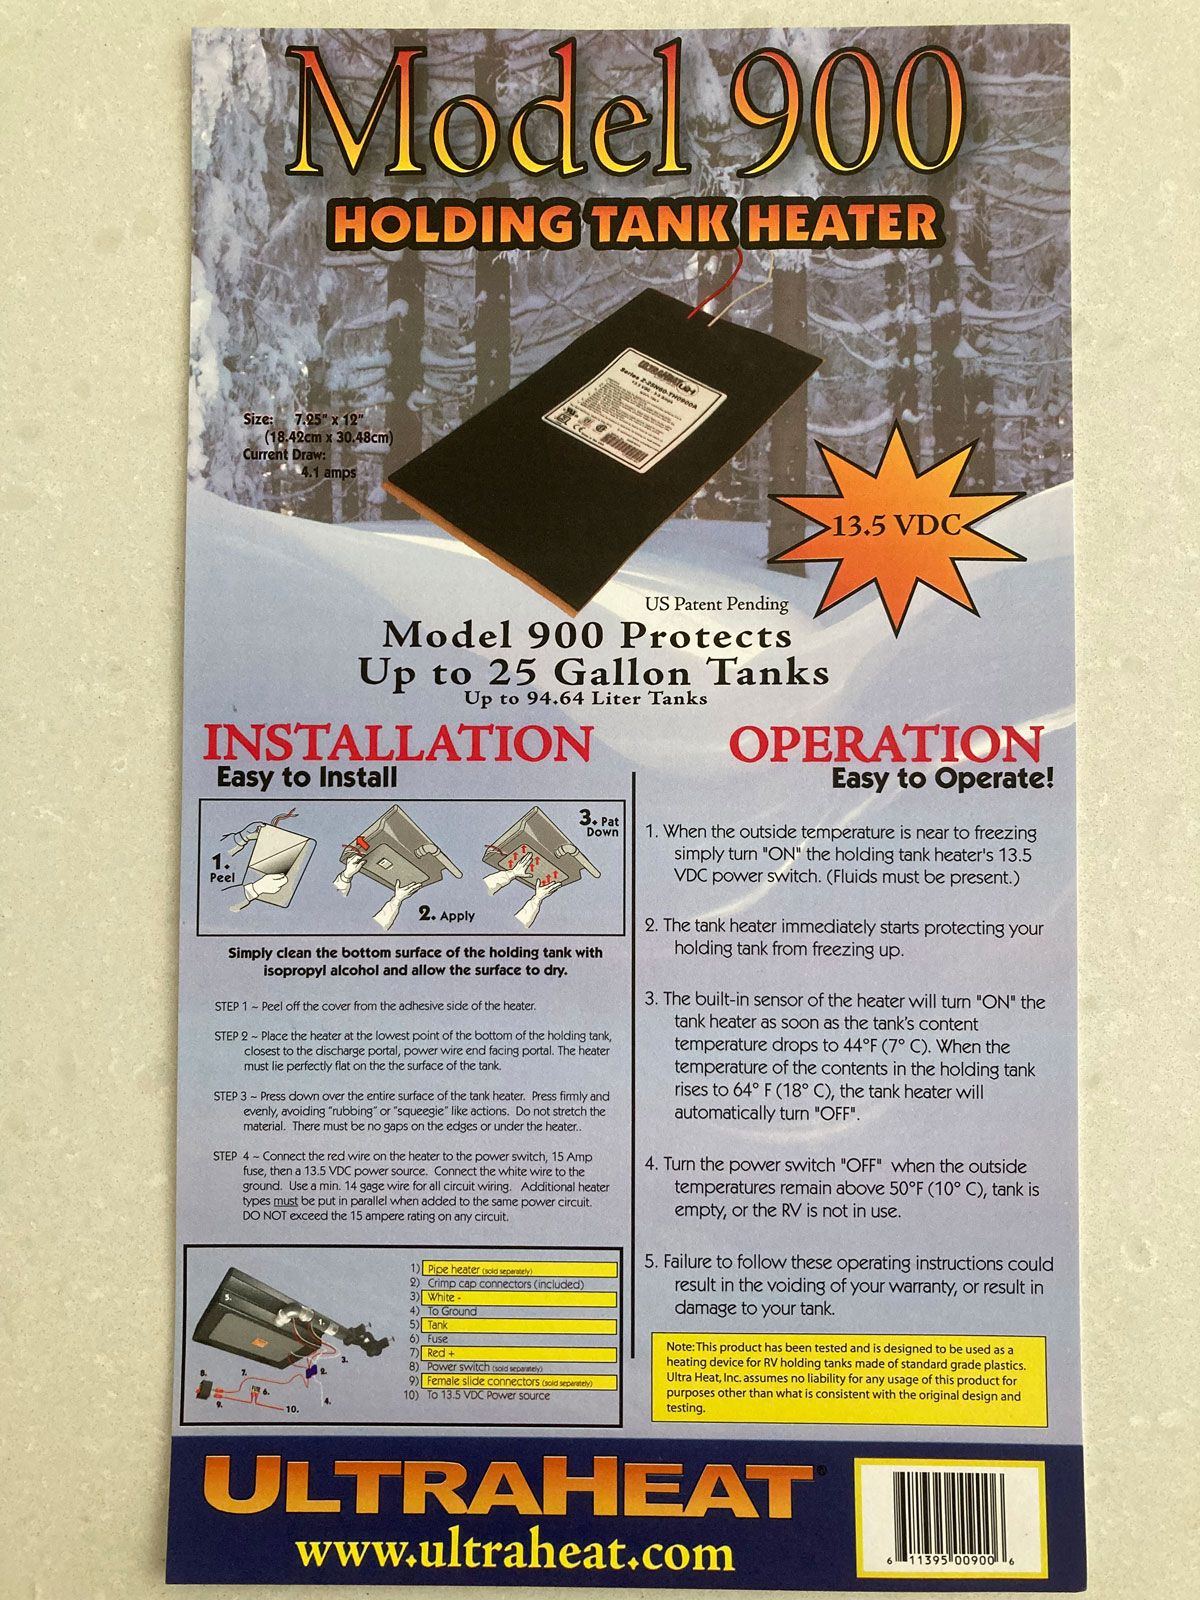 Model 900
HOLDING TANK HEATER
ULTRAHEAT
Size: 7.25" x 12"
(18.42cm x 30.48cm)
Current Draw:
4.1 amps
13.5 VDC
US Patent Pending
Model 900 Protects
Up to 25 Gallon Tanks
Up to 94.64 Liter Tanks
INSTALLATION
Easy to Install
1. Peel
2. Apply
3. Pat
Down
Simply clean the bottom surface of the holding tank with
isopropyl alcohol and allow the surface to dry.
STEP 1 ~ Peel off the cover from the adhesive side of the heater.
STEP 2 ~ Place the heater at the lowest point of the bottom of the holding tank,
closest to the discharge portal, power wire end facing portal. The heater
must lie perfectly flat on the the surface of the tank.
STEP 3 ~ Press down over the entire surface of the tank heater. Press firmly and
evenly, avoiding "rubbing" or "squeegie" like actions. Do not stretch the
material. There must be no gaps on the edges or under the heater..
STEP 4 ~ Connect the red wire on the heater to the power switch, 15 Amp
fuse, then a 13.5 VDC power source. Connect the white wire to the
ground. Use a min. 14 gage wire for all circuit wiring. Additional heater
types must be put in parallel when added to the same power circuit.
DO NOT exceed the 15 ampere rating on any circuit.
5.
1.
3.
8.
7.
2.
FUSE 6.
9.
4.
10.
1) Pipe heater (sold separately)
2) Crimp cap connectors (included)
3) White -
4) To Ground
5) Tank
6) Fuse
7) Red +
8) Power switch (sold separately)
9) Female slide connectors (sold separately)
10) To 13.5 VDC Power source
OPERATION
Easy to Operate!
1. When the outside temperature is near to freezing
simply turn "ON" the holding tank heater's 13.5
VDC power switch. (Fluids must be present.)
2. The tank heater immediately starts protecting your
holding tank from freezing up.
3. The built-in sensor of the heater will turn "ON" the
tank heater as soon as the tank's content
temperature drops to 44°F (7° C). When the
temperature of the contents in the holding tank
rises to 64° F (18° C), the tank heater will
automatically turn "OFF".
4. Turn the power switch "OFF" when the outside
temperatures remain above 50°F (10° C), tank is
empty, or the RV is not in use.
5. Failure to follow these operating instructions could
result in the voiding of your warranty, or result in
damage to your tank.
Note: This product has been tested and is designed to be used as a
heating device for RV holding tanks made of standard grade plastics.
Ultra Heat, Inc. assumes no liability for any usage of this product for
purposes other than what is consistent with the original design and
testing.
ULTRAHEAT®
www.ultraheat.com
6 11395 00900 6